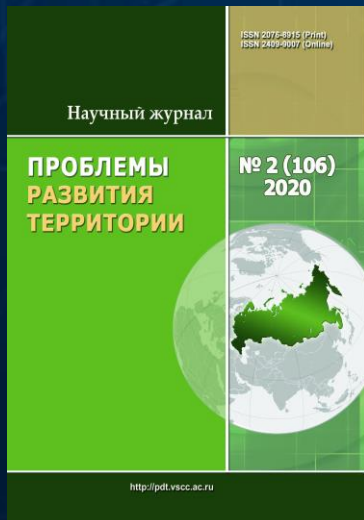 ISSN 2076-8915 (Print)
ISSN 2409-9007 (Online)
Научный журнал
ПРОБЛЕМЫ
РАЗВИТИЯ
ТЕРРИТОРИИ
№ 2 (106)
2020
http://pdt.vscc.ac.ru